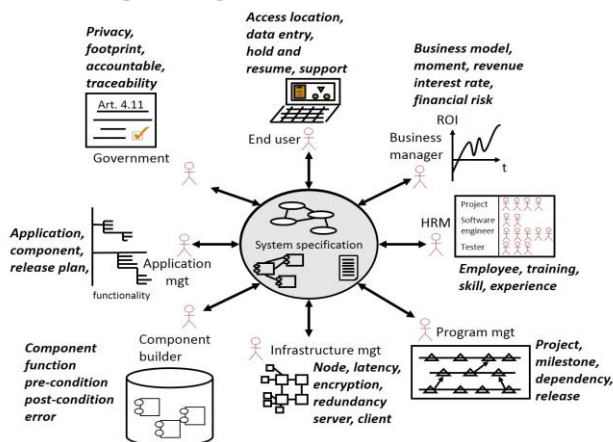 Privacy,
footprint,
accountable,
traceability
Art. 4.11
Government
Access location,
data entry,
hold and
resume, support
End user
Business model,
moment, revenue
interest rate,
financial risk
ROI
Business
manager
t
Application,
component,
release plan,
Application
mgt
functionality
System specification
HRM
Project
Software
engineer
Tester
Employee, training,
skill, experience
Component
builder
Component
function
pre-condition
post-condition
error
Infrastructure mgt
Node, latency,
encryption,
redundancy
server, client
Program mgt
Project,
milestone,
dependency,
release